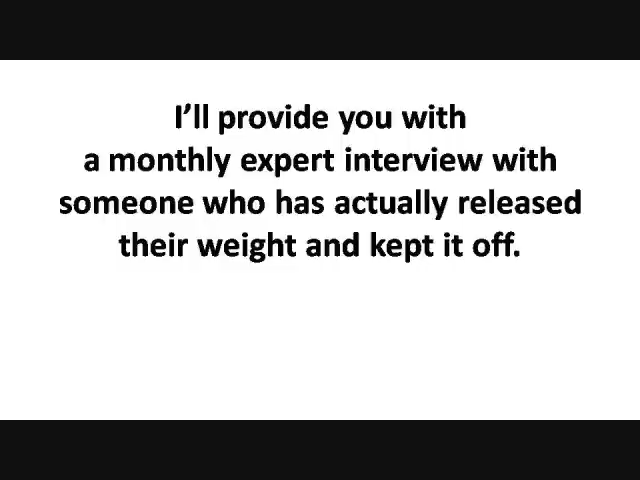 I’ll provide you with
a monthly expert interview with
someone who has actually released
their weight and kept it off.